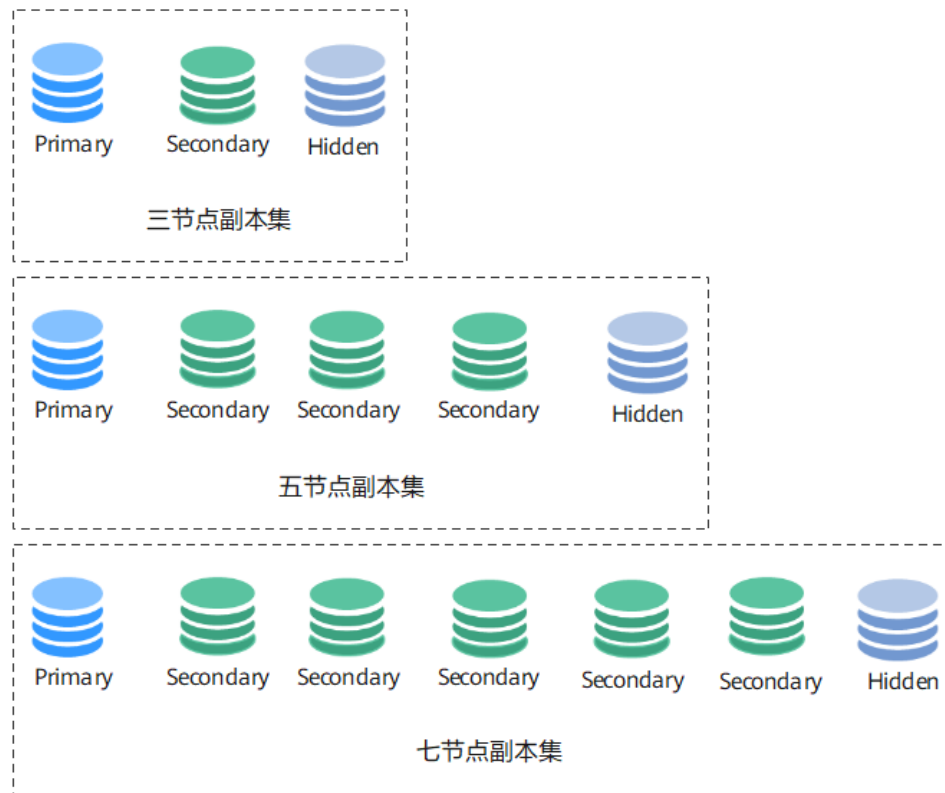 Primary Secondary Hidden
三节点副本集
Primary Secondary Secondary Secondary Hidden
五节点副本集
Primary Secondary Secondary Secondary Secondary Secondary Hidden
七节点副本集